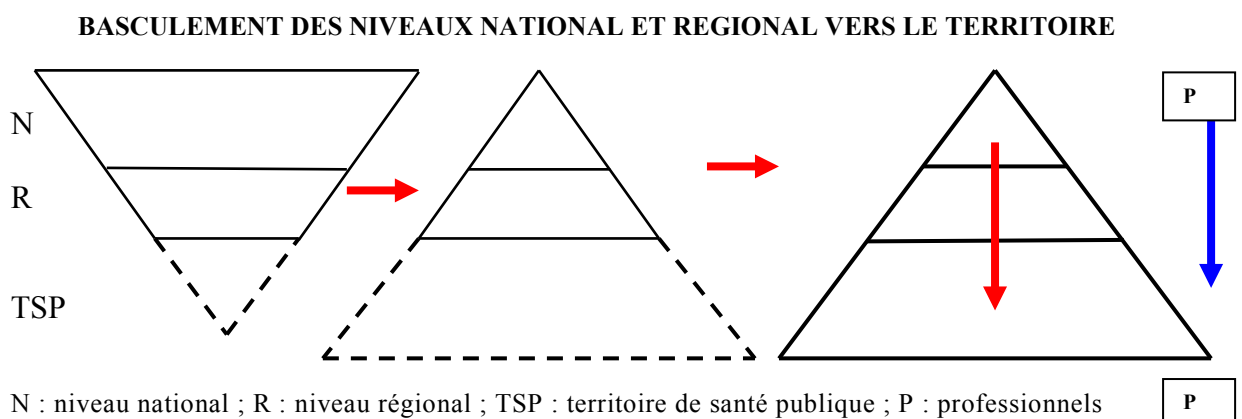 BASCULEMENT DES NIVEAUX NATIONAL ET REGIONAL VERS LE TERRITOIRE
P
N
R
TSP
N : niveau national ; R : niveau régional ; TSP : territoire de santé publique ; P : professionnels
P